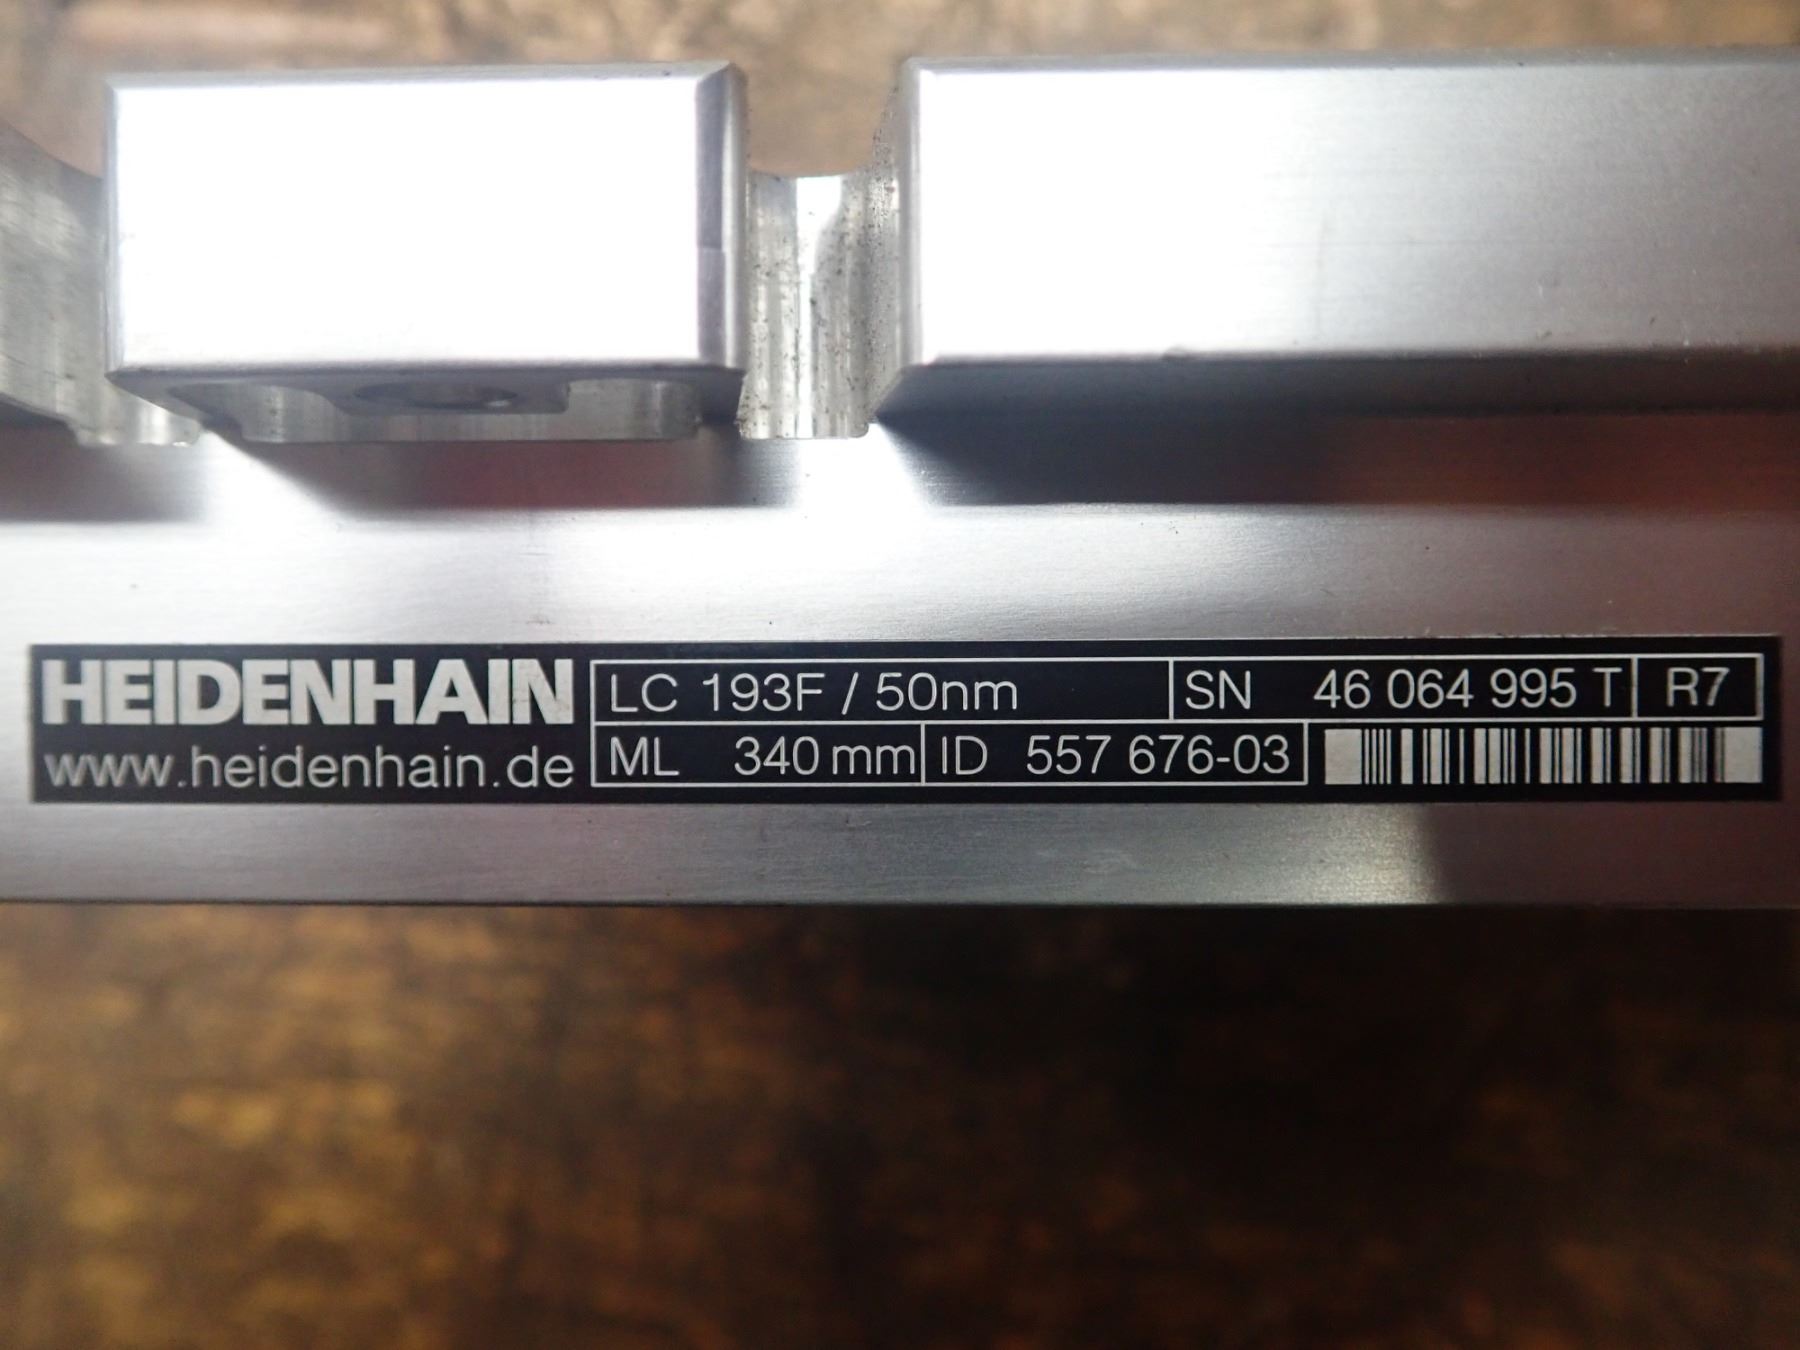 HEIDENHAIN LC 193F / 50nm SN 46 064 995 T R7
www.heidenhain.de ML 340 mm ID 557 676-03